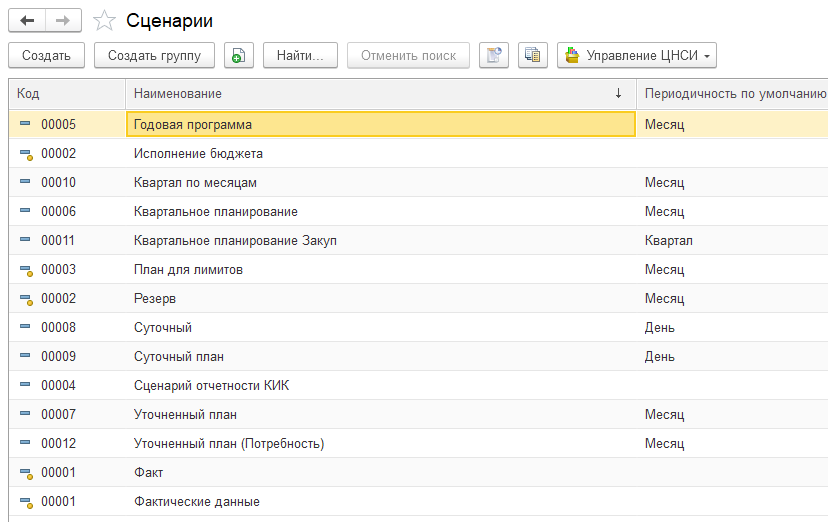 Сценарии
Создать Создать группу Найти... Отменить поиск Управление ЦНСИ
Код Наименование ↓ Периодичность по умолчанию
00005 Годовая программа Месяц
00002 Исполнение бюджета
00010 Квартал по месяцам Месяц
00006 Квартальное планирование Месяц
00011 Квартальное планирование Закуп Квартал
00003 План для лимитов Месяц
00002 Резерв Месяц
00008 Суточный День
00009 Суточный план День
00004 Сценарий отчетности КИК
00007 Уточненный план Месяц
00012 Уточненный план (Потребность) Месяц
00001 Факт
00001 Фактические данные